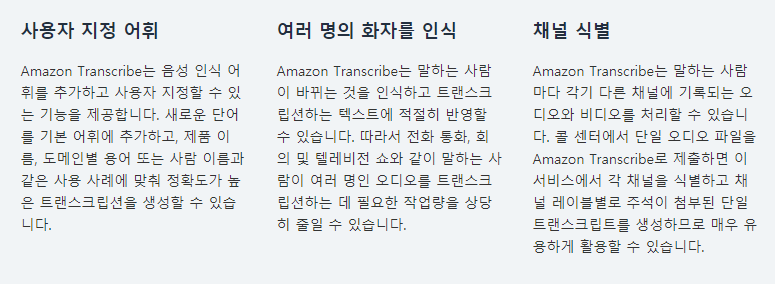 사용자 지정 어휘
Amazon Transcribe는 음성 인식 어
휘를 추가하고 사용자 지정할 수 있
는 기능을 제공합니다. 새로운 단어
를 기본 어휘에 추가하고, 제품 이
름, 도메인별 용어 또는 사람 이름과
같은 사용 사례에 맞춰 정확도가 높
은 트랜스크립션을 생성할 수 있습
니다.
여러 명의 화자를 인식
Amazon Transcribe는 말하는 사람
이 바뀌는 것을 인식하고 트랜스크
립션하는 텍스트에 적절히 반영할
수 있습니다. 따라서 전화 통화, 회
의 및 텔레비전 쇼와 같이 말하는 사
람이 여러 명인 오디오를 트랜스크
립션하는 데 필요한 작업량을 상당
히 줄일 수 있습니다.
채널 식별
Amazon Transcribe는 말하는 사람
마다 각기 다른 채널에 기록되는 오
디오와 비디오를 처리할 수 있습니
다. 콜 센터에서 단일 오디오 파일을
Amazon Transcribe로 제출하면 이
서비스에서 각 채널을 식별하고 채
널 레이블별로 주석이 첨부된 단일
트랜스크립트를 생성하므로 매우 유
용하게 활용할 수 있습니다.